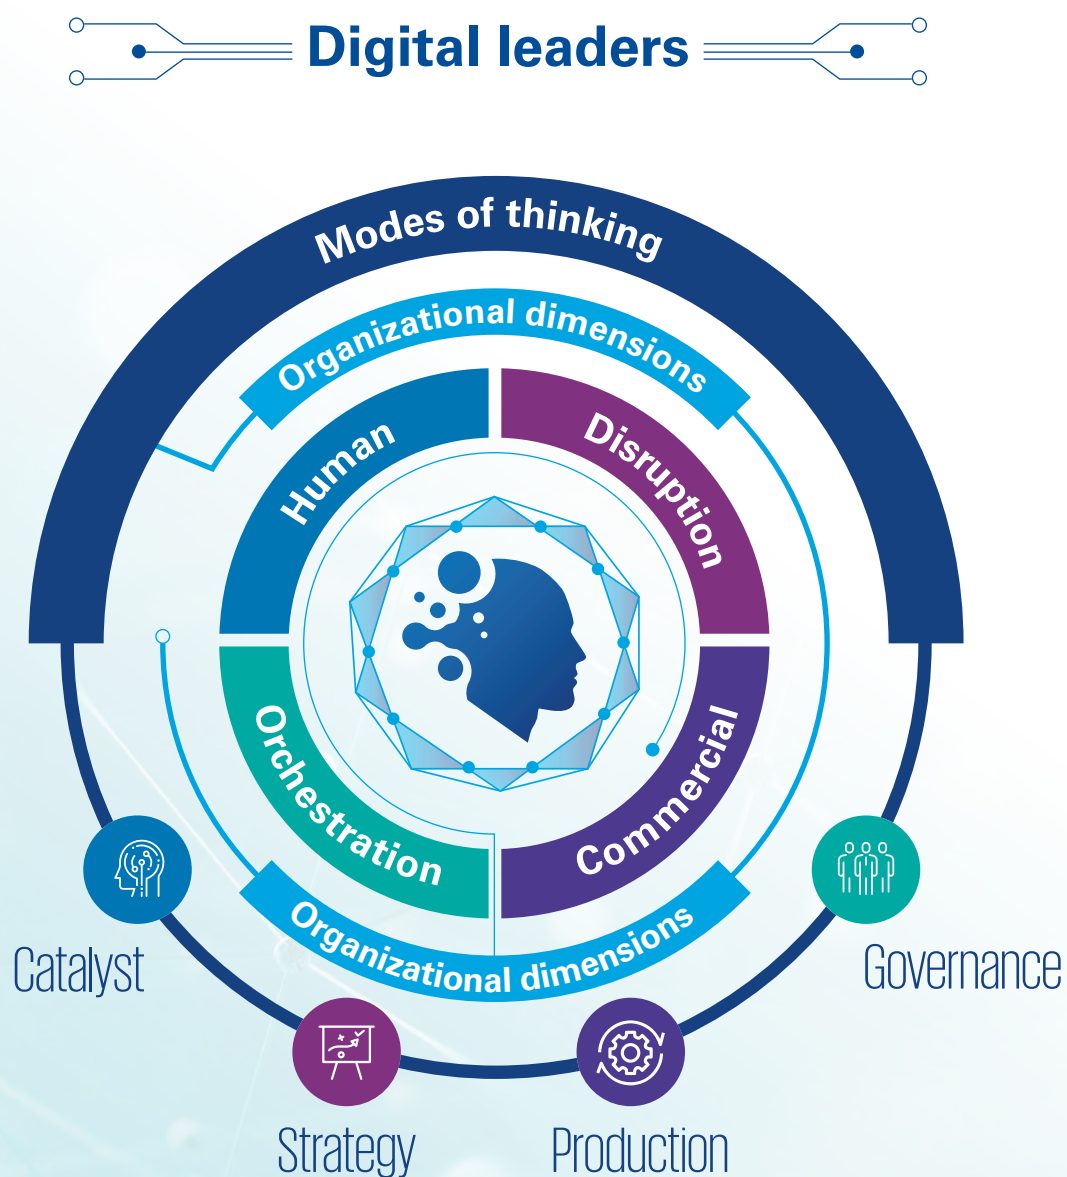 Digital leaders
Modes of thinking
Organizational dimensions
Human
Disruption
Orchestration
Commercial
Organizational dimensions
Catalyst
Governance
Strategy
Production